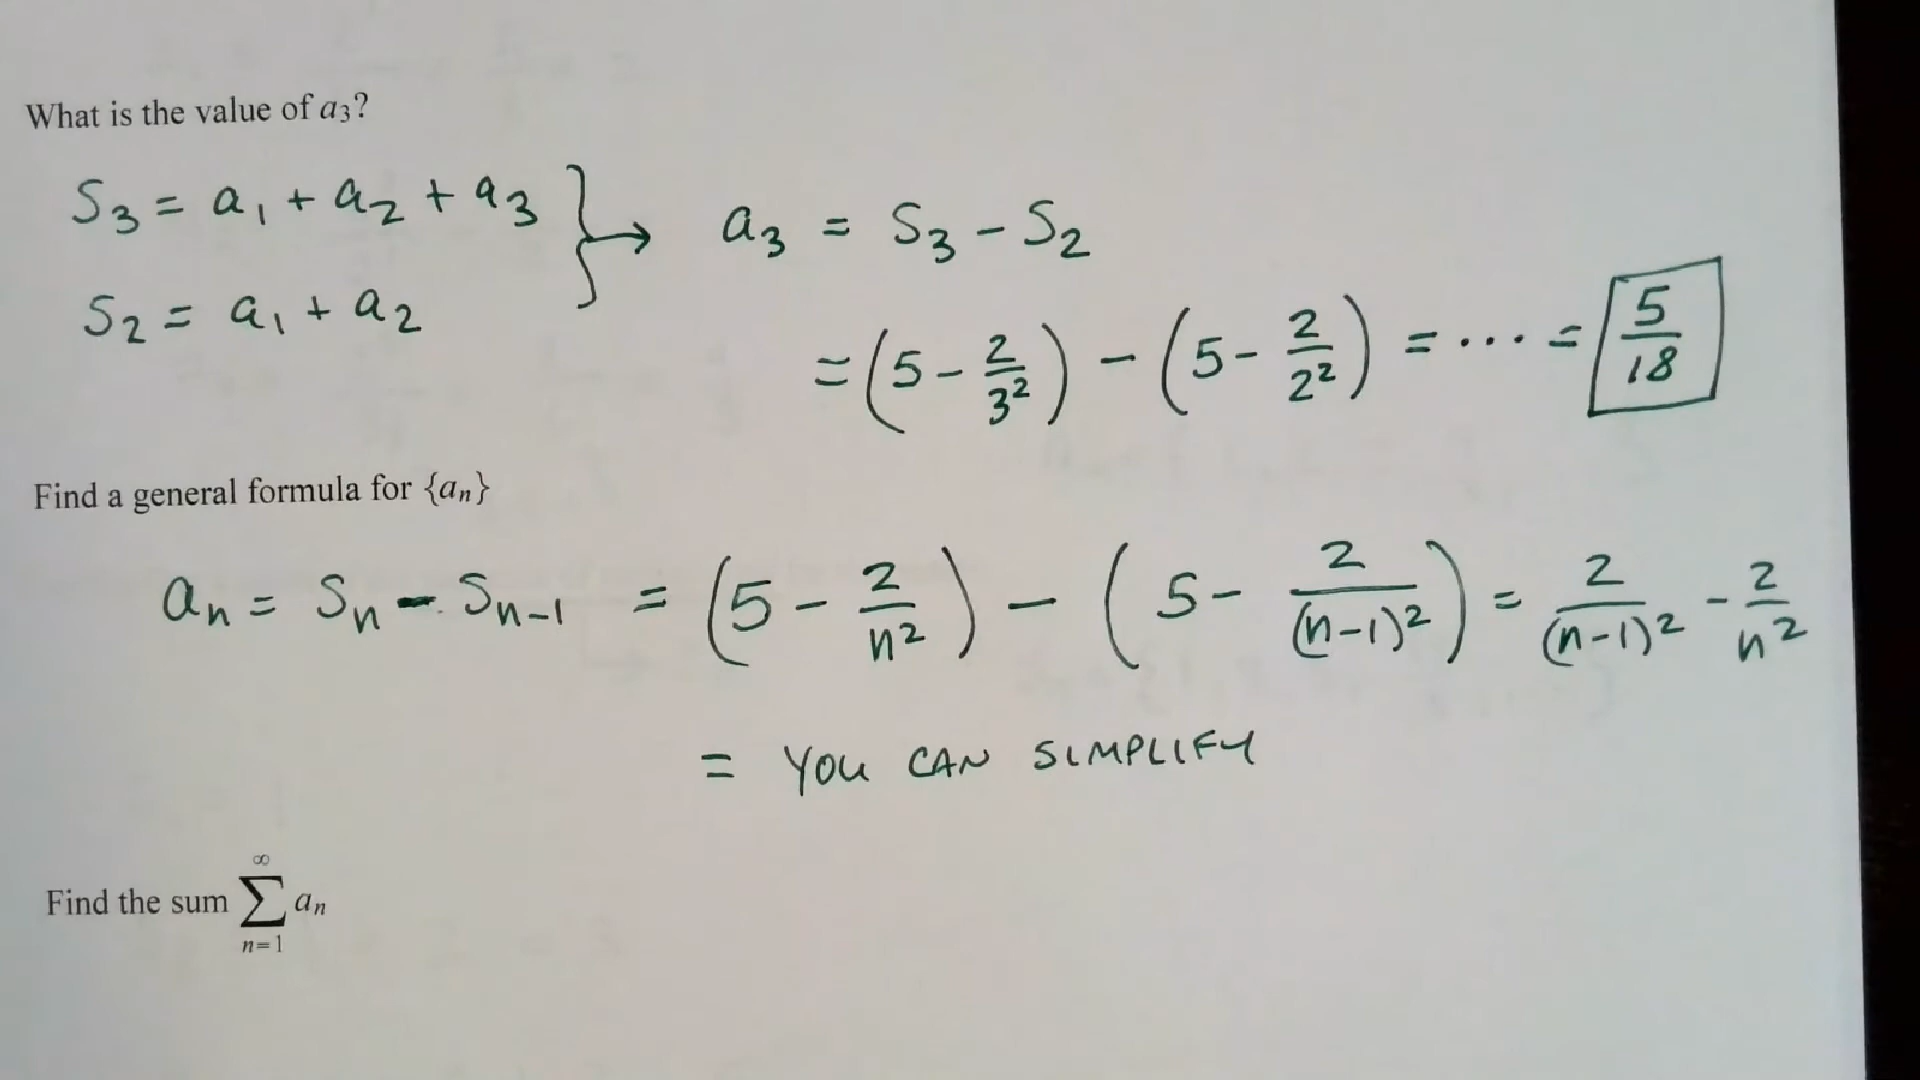 What is the value of a₃?
S₃ = a₁ + a₂ + a₃ } → a₃ = S₃ - S₂
S₂ = a₁ + a₂
= (5 - 2/3²) - (5 - 2/2²) = ... = 5/18
Find a general formula for {aₙ}
aₙ = Sₙ - Sₙ₋₁ = (5 - 2/n²) - (5 - 2/(n-1)²) = 2/(n-1)² - 2/n²
= YOU CAN SIMPLIFY
Find the sum ∑_{n=1}^{∞} aₙ